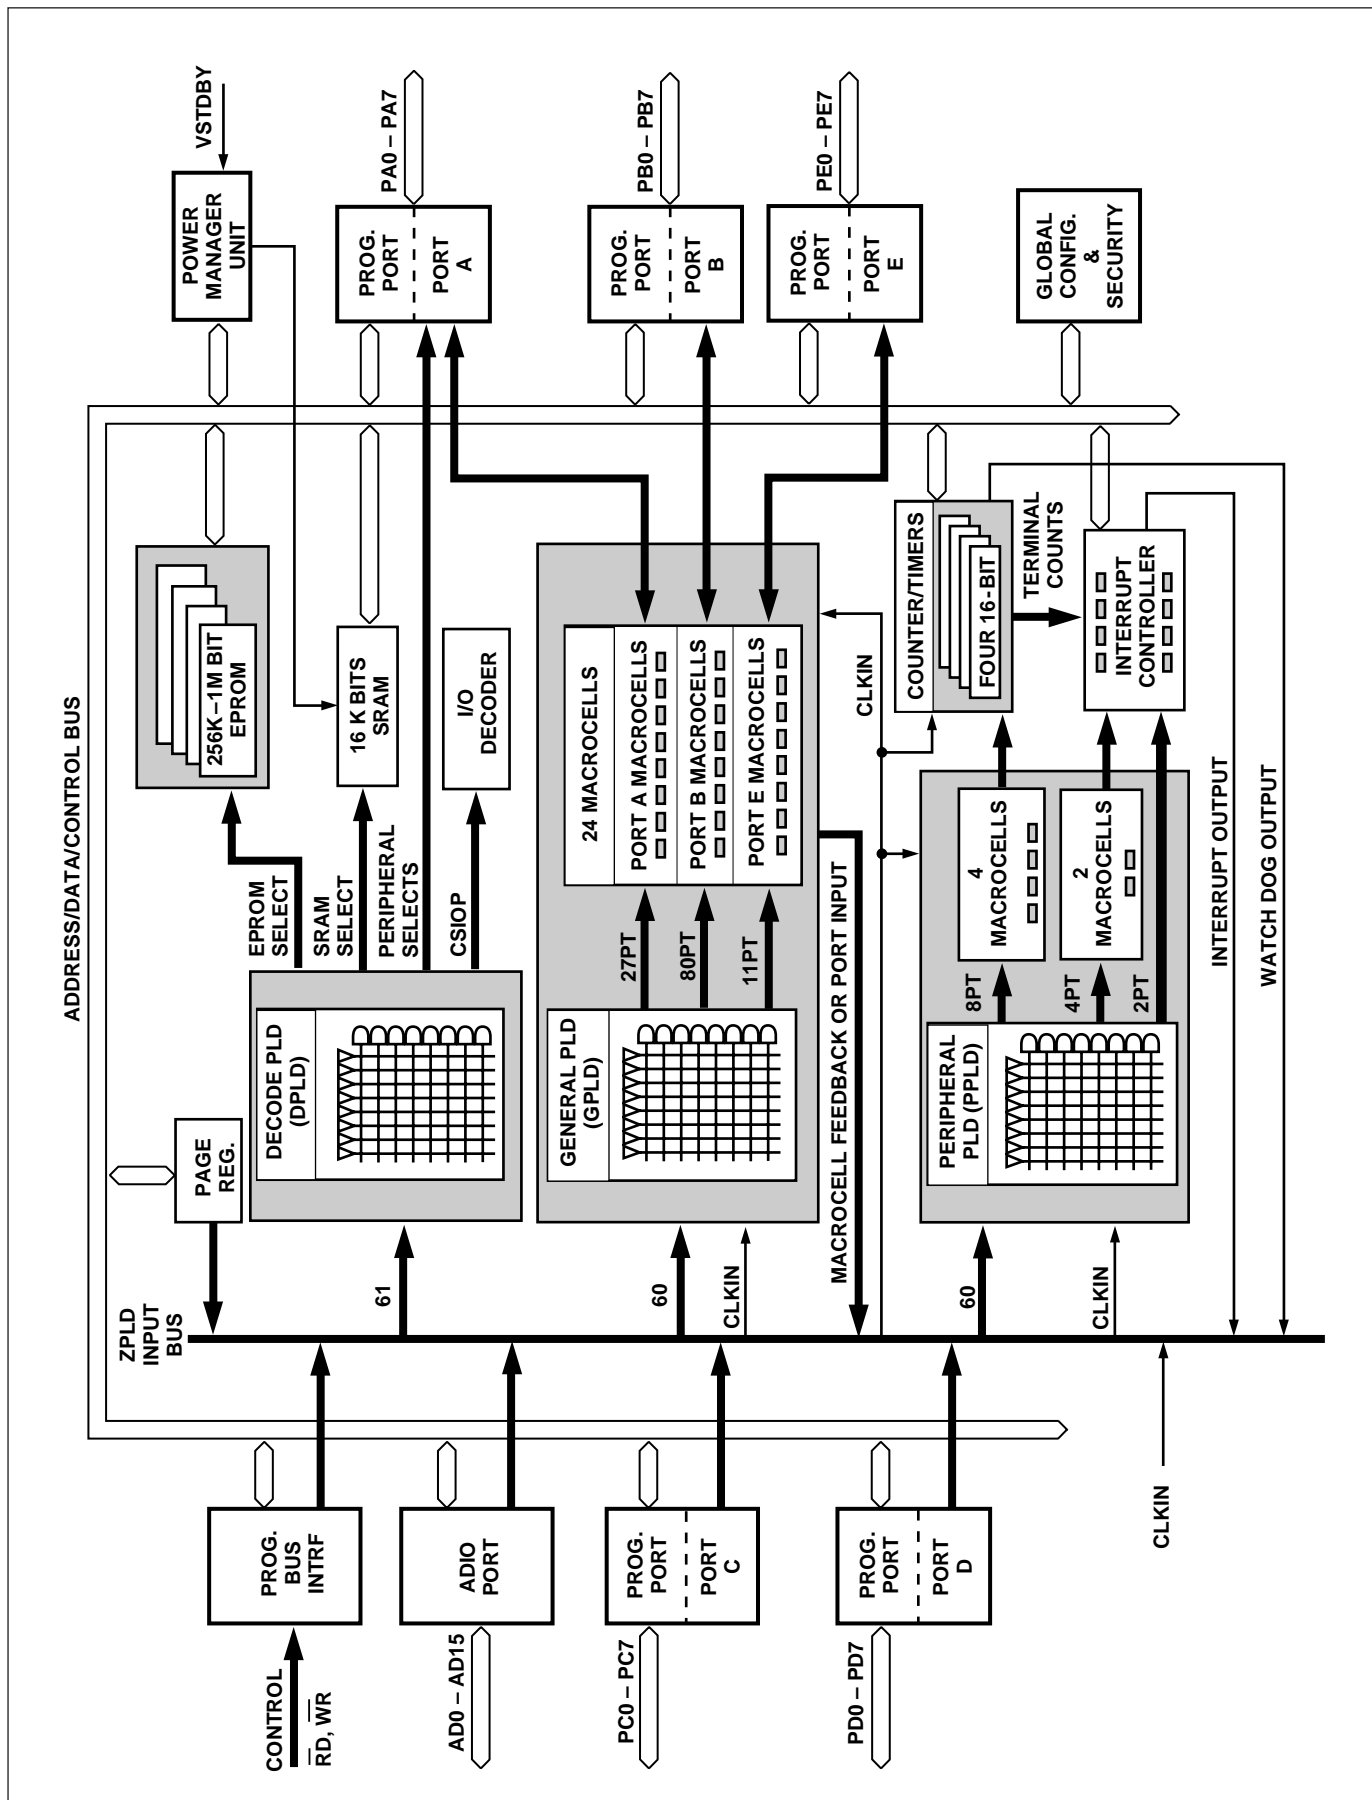 ADDRESS/DATA/CONTROL BUS
VSTDBY
POWER
MANAGER
UNIT
PA0 – PA7
PROG.
PORT
PORT
A
PB0 – PB7
PROG.
PORT
PORT
B
PE0 – PE7
PROG.
PORT
PORT
E
GLOBAL
CONFIG.
&
SECURITY
256K–1M BIT
EPROM
16 K BITS
SRAM
I/O
DECODER
24 MACROCELLS
PORT A MACROCELLS
PORT B MACROCELLS
PORT E MACROCELLS
CLKIN
COUNTER/TIMERS
FOUR 16-BIT
TERMINAL
COUNTS
INTERRUPT
CONTROLLER
EPROM
SELECT
SRAM
SELECT
PERIPHERAL
SELECTS
CSIOP
27PT
80PT
11PT
MACROCELL FEEDBACK OR PORT INPUT
4
MACROCELLS
2
MACROCELLS
8PT
4PT
2PT
INTERRUPT OUTPUT
WATCH DOG OUTPUT
PAGE
REG.
DECODE PLD
(DPLD)
GENERAL PLD
(GPLD)
PERIPHERAL
PLD (PPLD)
ZPLD
INPUT
BUS
61
60
CLKIN
60
CLKIN
PROG.
BUS
INTRF
ADIO
PORT
PROG.
PORT
PORT
C
PROG.
PORT
PORT
D
CLKIN
CONTROL
R̅D̅, W̅R̅
AD0 – AD15
PC0 – PC7
PD0 – PD7